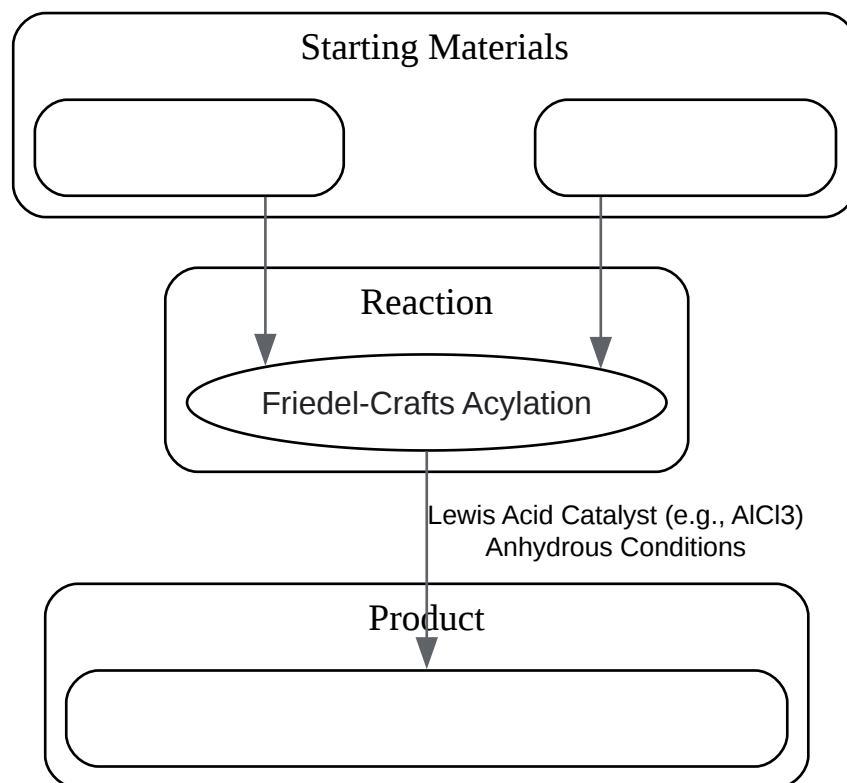 Starting Materials
Reaction
Friedel-Crafts Acylation
Lewis Acid Catalyst (e.g., AlCl3)
Anhydrous Conditions
Product